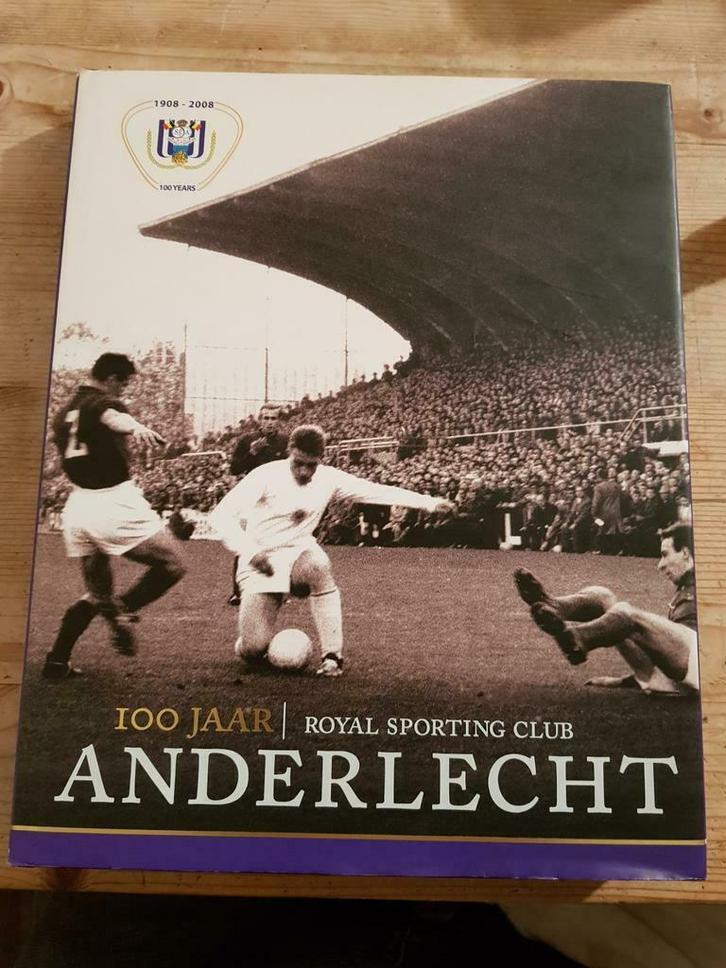 1908 - 2008
100 YEARS
100 JAAR | ROYAL SPORTING CLUB
ANDERLECHT